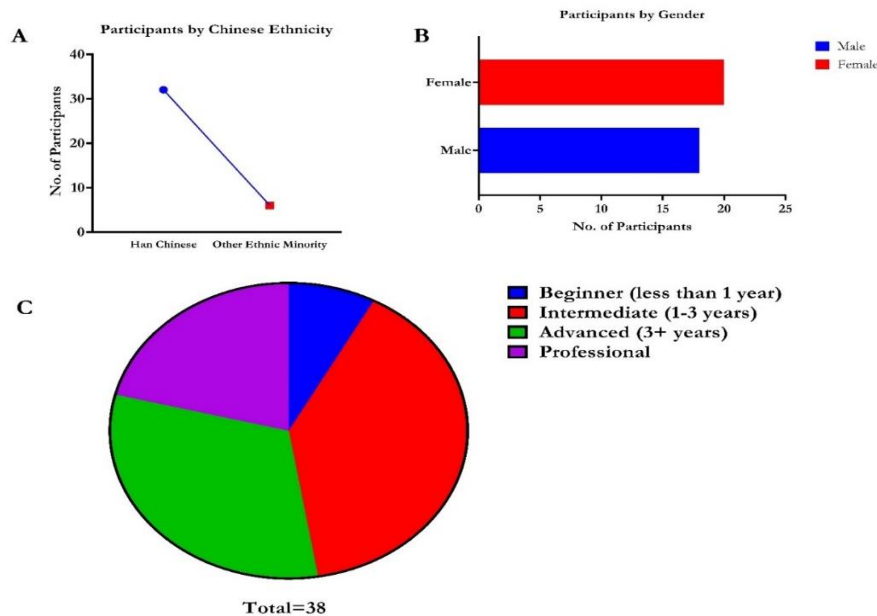 A
Participants by Chinese Ethnicity
No. of Participants
40
30
20
10
0
Han Chinese Other Ethnic Minority
B
Participants by Gender
Male
Female
Female
Male
0 5 10 15 20 25
No. of Participants
C
Beginner (less than 1 year)
Intermediate (1-3 years)
Advanced (3+ years)
Professional
Total=38